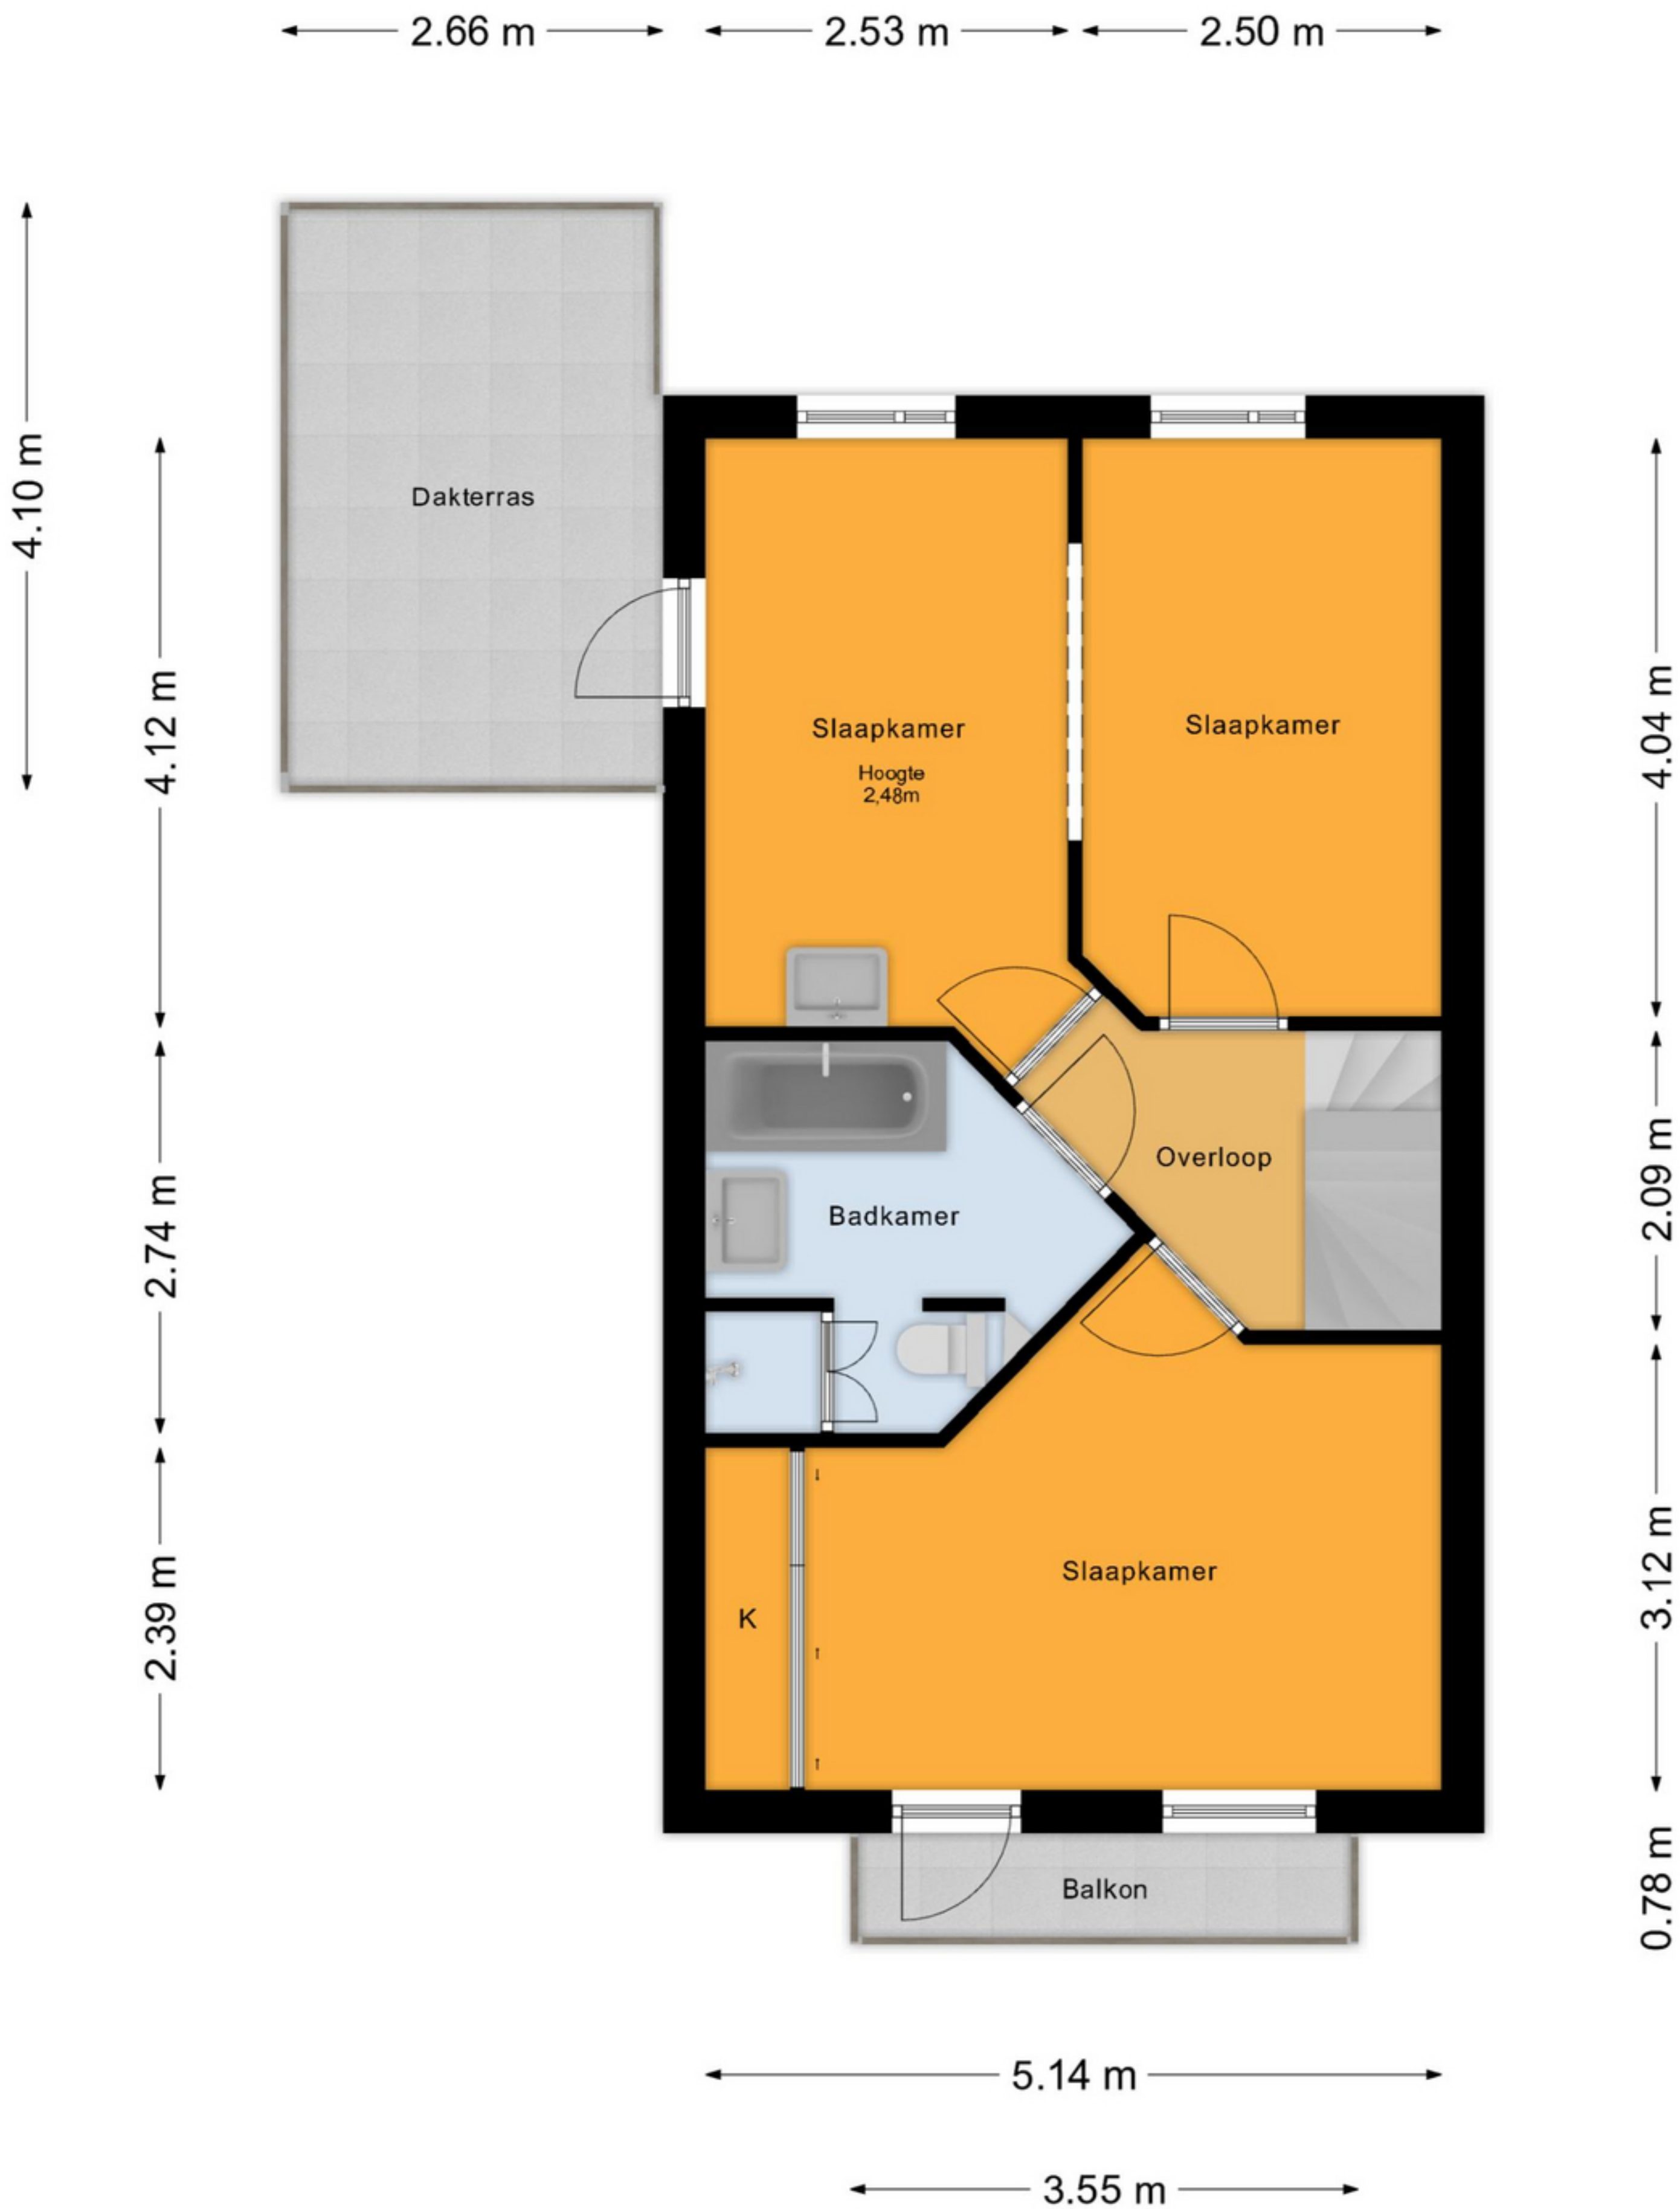 2.66 m
2.53 m
2.50 m
4.10 m
Dakterras
4.12 m
Slaapkamer
Hoogte
2,48m
Slaapkamer
4.04 m
Overloop
2.09 m
Badkamer
2.74 m
Slaapkamer
3.12 m
K
2.39 m
Balkon
0.78 m
5.14 m
3.55 m